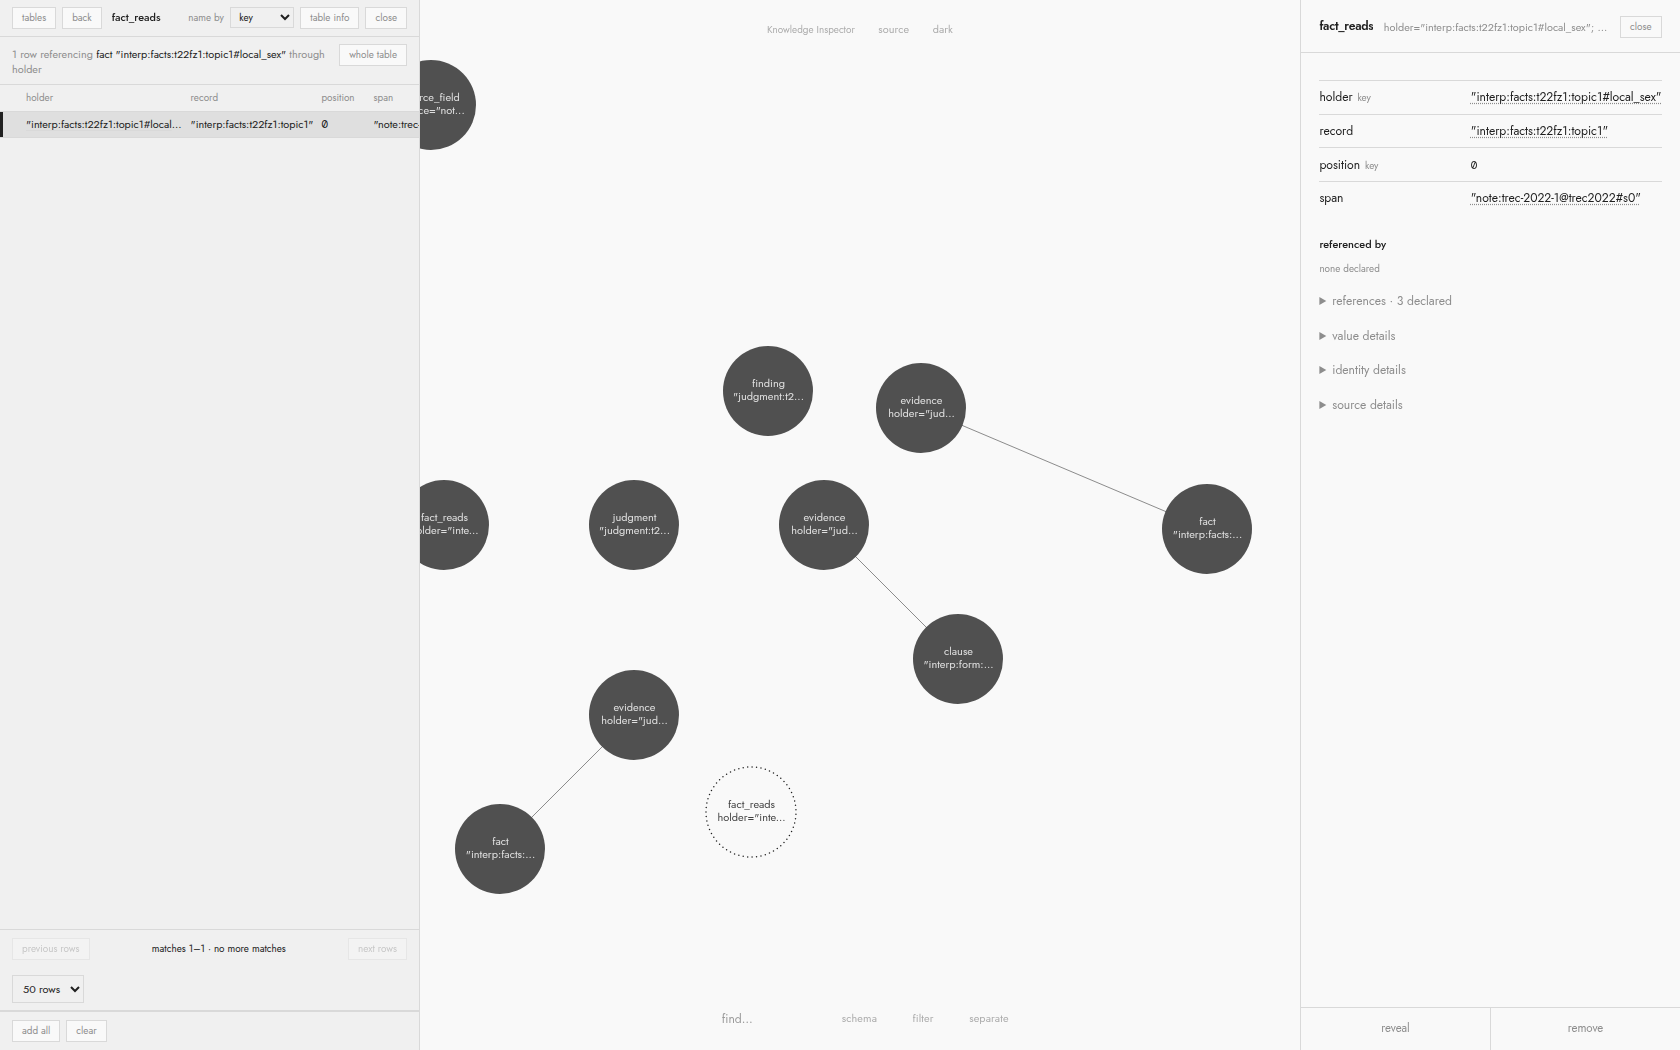 tables back fact_reads name by key table info close
1 row referencing fact "interp:facts:t22fz1:topic1#local_sex" through
holder
whole table
holder record position span
"interp:facts:t22fz1:topic1#local... "interp:facts:t22fz1:topic1" 0 "note:trec
previous rows matches 1–1 · no more matches next rows
50 rows
add all clear
Knowledge Inspector source dark
rce_field
ce="not...
finding
"judgment:t2...
evidence
holder="jud...
fact_reads
older="inte...
judgment
"judgment:t2...
evidence
holder="jud...
fact
"interp:facts:...
clause
"interp:form:...
evidence
holder="jud...
fact_reads
holder="inte...
fact
"interp:facts:...
find... schema filter separate
fact_reads holder="interp:facts:t22fz1:topic1#local_sex"; ... close
holder key "interp:facts:t22fz1:topic1#local_sex"
record "interp:facts:t22fz1:topic1"
position key 0
span "note:trec-2022-1@trec2022#s0"
referenced by
none declared
references · 3 declared
value details
identity details
source details
reveal remove